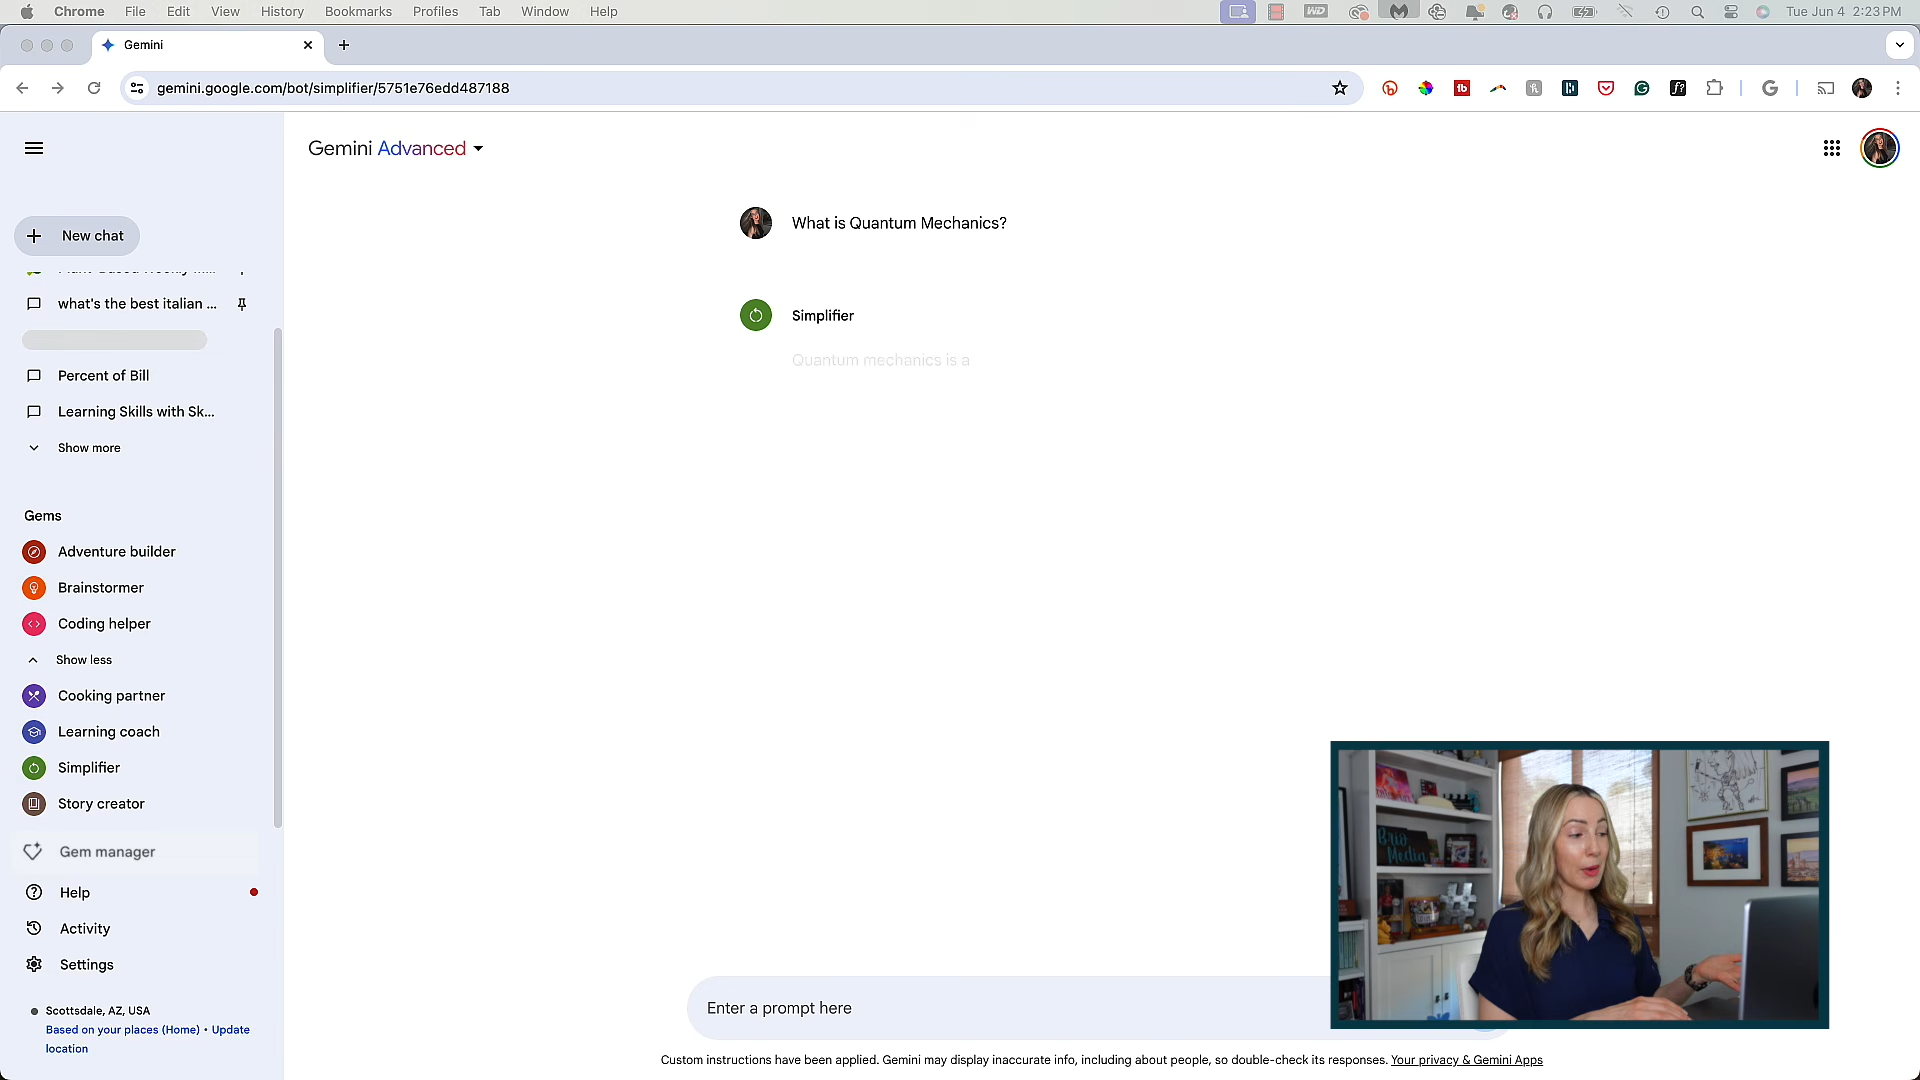 Chrome File Edit View History Bookmarks Profiles Tab Window Help
Tue Jun 4 2:23 PM
Gemini
gemini.google.com/bot/simplifier/5751e76edd487188
Gemini Advanced
New chat
what's the best italian ...
Percent of Bill
Learning Skills with Sk...
Show more
Gems
Adventure builder
Brainstormer
Coding helper
Show less
Cooking partner
Learning coach
Simplifier
Story creator
Gem manager
Help
Activity
Settings
Scottsdale, AZ, USA
Based on your places (Home) • Update
location
What is Quantum Mechanics?
Simplifier
Quantum mechanics is a
Brio
Media
Enter a prompt here
Custom instructions have been applied. Gemini may display inaccurate info, including about people, so double-check its responses. Your privacy & Gemini Apps